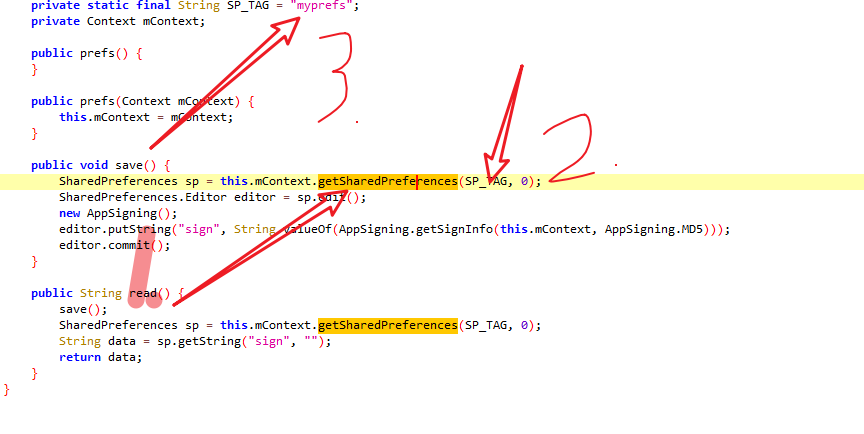 private static final String SP_TAG = "myprefs";
private Context mContext;
public prefs() {
}
public prefs(Context mContext) {
this.mContext = mContext;
}
public void save() {
SharedPreferences sp = this.mContext.getSharedPreferences(SP_TAG, 0);
SharedPreferences.Editor editor = sp.edit();
new AppSigning();
editor.putString("sign", String.valueOf(AppSigning.getSignInfo(this.mContext, AppSigning.MD5)));
editor.commit();
}
public String read() {
save();
SharedPreferences sp = this.mContext.getSharedPreferences(SP_TAG, 0);
String data = sp.getString("sign", "");
return data;
}
}
3
2